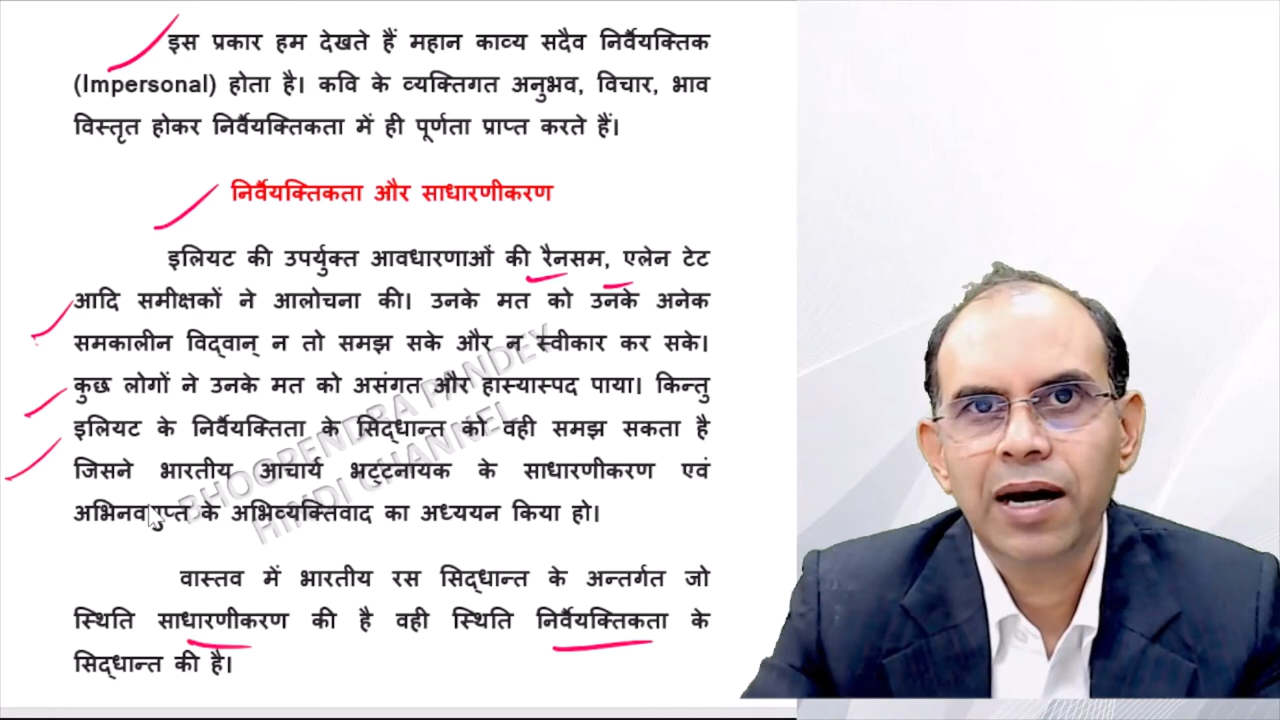 इस प्रकार हम देखते हैं महान काव्य सदैव निर्वैयक्तिक
(Impersonal) होता है। कवि के व्यक्तिगत अनुभव, विचार, भाव
विस्तृत होकर निर्वैयक्तिकता में ही पूर्णता प्राप्त करते हैं।
निर्वैयक्तिकता और साधारणीकरण
इलियट की उपर्युक्त आवधारणाओं की रैनसम, एलेन टेट
आदि समीक्षकों ने आलोचना की। उनके मत को उनके अनेक
समकालीन विद्वान् न तो समझ सके और न स्वीकार कर सके।
कुछ लोगों ने उनके मत को असंगत और हास्यास्पद पाया। किन्तु
इलियट के निर्वैयक्तिता के सिद्धान्त को वही समझ सकता है
जिसने भारतीय आचार्य भट्टनायक के साधारणीकरण एवं
अभिनवगुप्त के अभिव्यक्तिवाद का अध्ययन किया हो।
वास्तव में भारतीय रस सिद्धान्त के अन्तर्गत जो
स्थिति साधारणीकरण की है वही स्थिति निर्वैयक्तिकता के
सिद्धान्त की है।
BHOOPENDRA PANDEY
HINDI CHANNEL